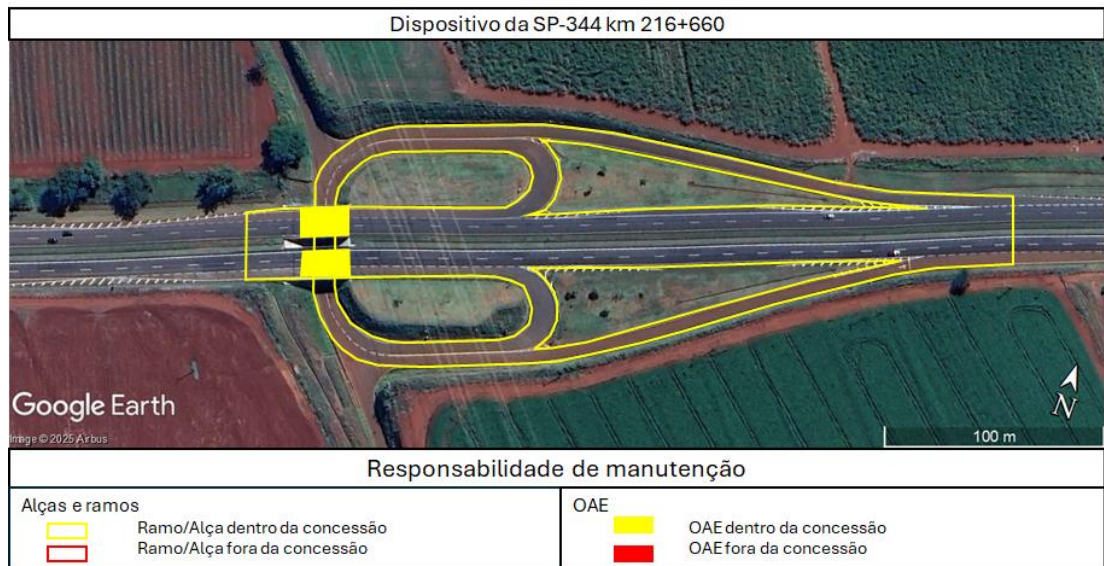 Dispositivo da SP-344 km 216+660
Google Earth
Image © 2025 Airbus
N
100 m
Responsabilidade de manutenção
Alças e ramos
Ramo/Alça dentro da concessão
Ramo/Alça fora da concessão
OAE
OAE dentro da concessão
OAE fora da concessão